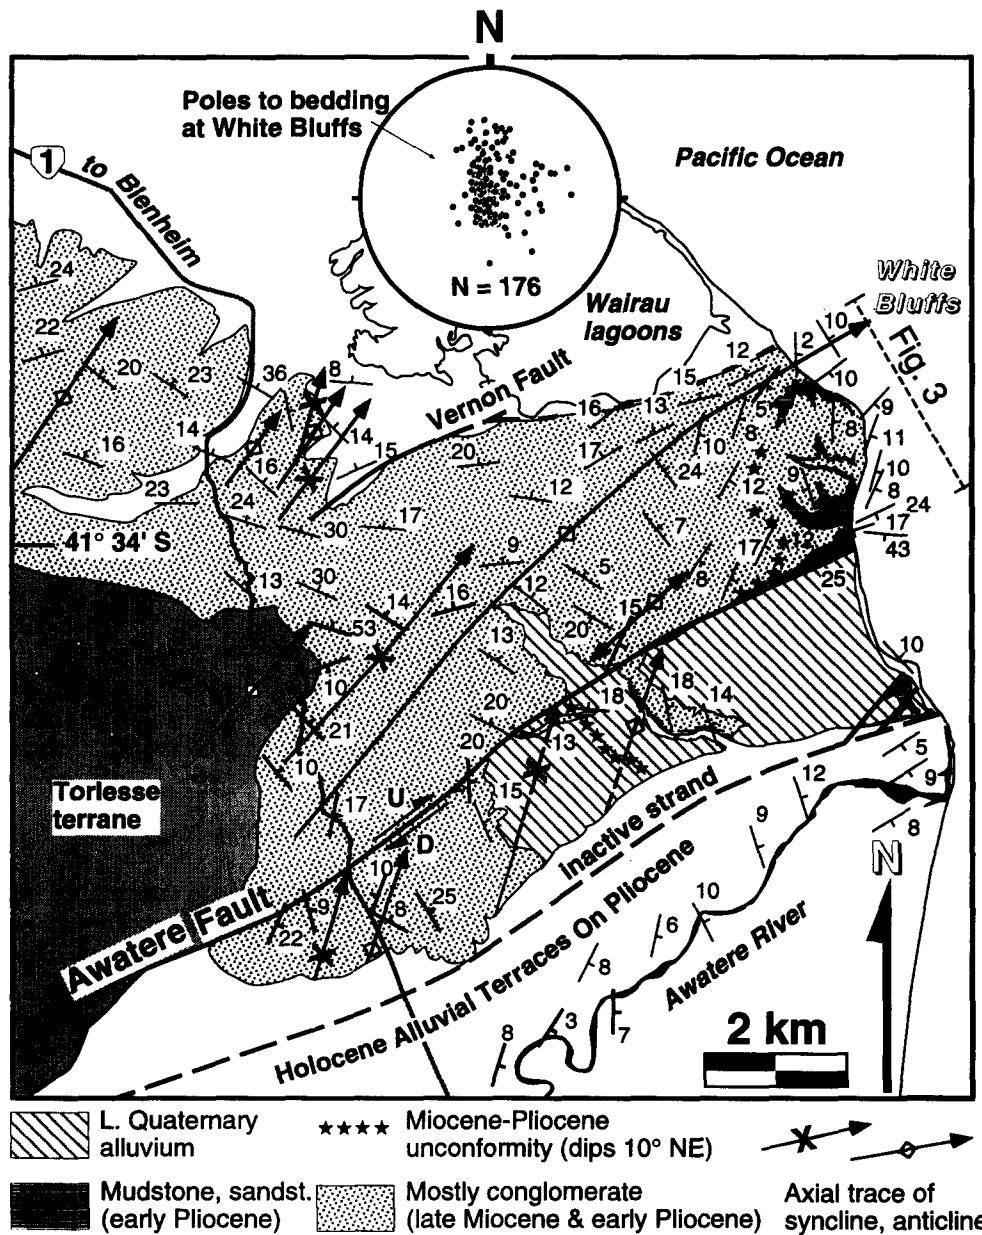 N
Poles to bedding
at White Bluffs
N = 176
Pacific Ocean
1
to Blenheim
White
Bluffs
Fig. 3
Wairau
lagoons
Vernon Fault
24
22
20
23
16
14
23
36
8
14
16
15
24
30
17
20
16
17
13
15
12
2
10
10
5
8
10
24
12
9
8
9
11
10
8
24
17
43
41° 34' S
13
30
14
53
16
9
12
12
5
7
17
12
8
15
20
13
25
10
10
21
10
17
20
20
18
18
14
13
15
Torlesse
terrane
U
D
10
9
8
22
25
Awatere Fault
Inactive strand
Holocene Alluvial Terraces On Pliocene
Awatere River
12
5
9
8
9
10
6
8
3
7
8
N
2 km
L. Quaternary
alluvium
Miocene-Pliocene
unconformity (dips 10° NE)
Mudstone, sandst.
(early Pliocene)
Mostly conglomerate
(late Miocene & early Pliocene)
Axial trace of
syncline, anticline